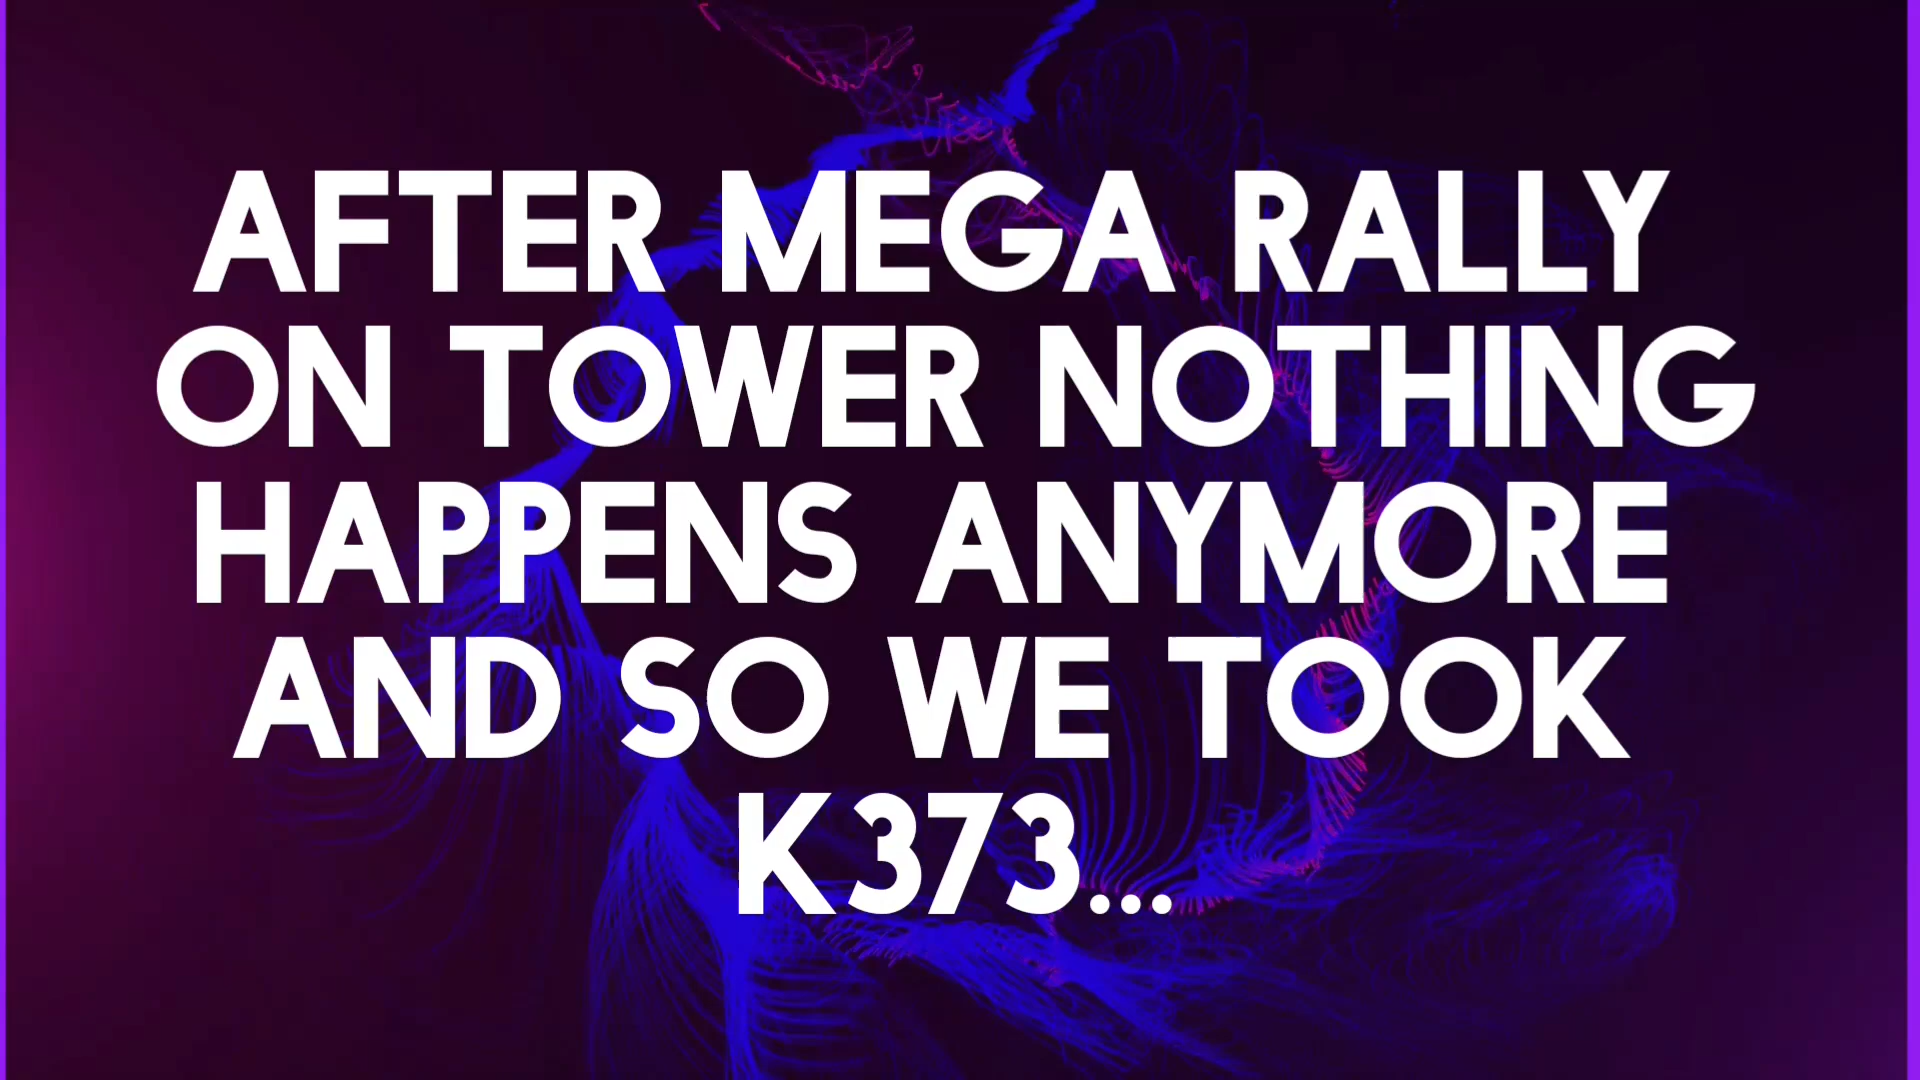 AFTER MEGA RALLY
ON TOWER NOTHING
HAPPENS ANYMORE
AND SO WE TOOK
K373...